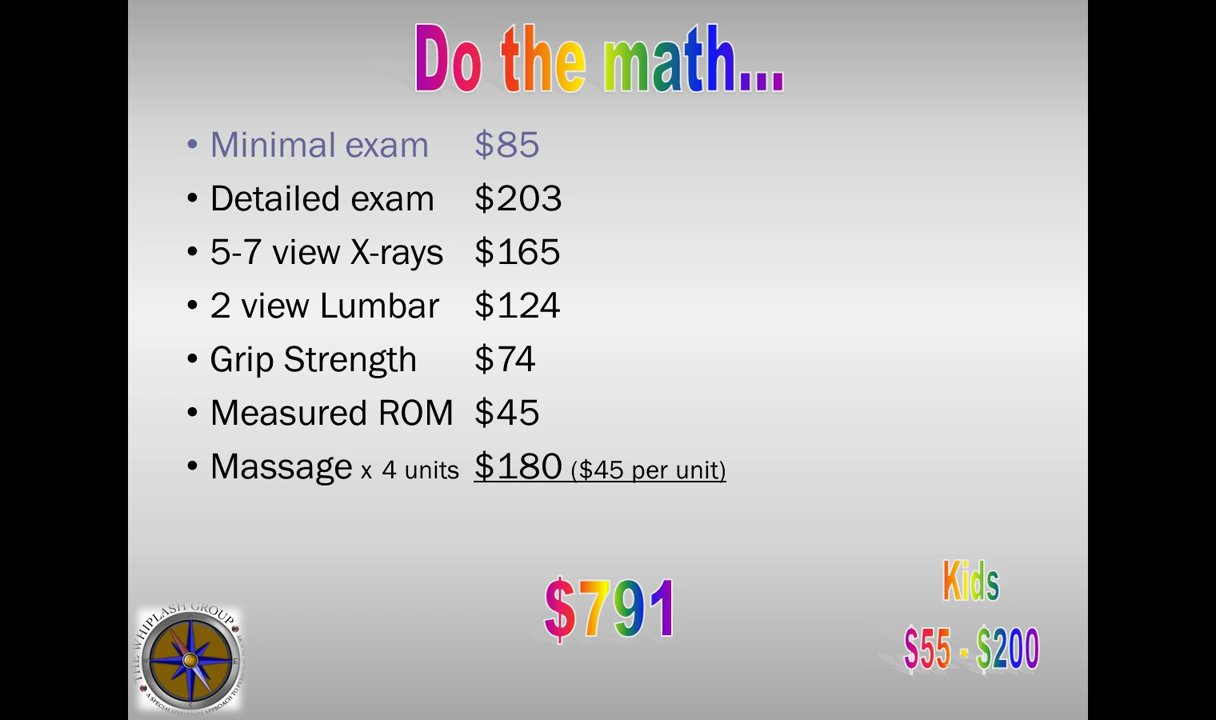 Do the math...
• Minimal exam $85
• Detailed exam $203
• 5-7 view X-rays $165
• 2 view Lumbar $124
• Grip Strength $74
• Measured ROM $45
• Massage x 4 units $180 ($45 per unit)
$791
Kids
$55 - $200
THE WHIPLASH GROUP